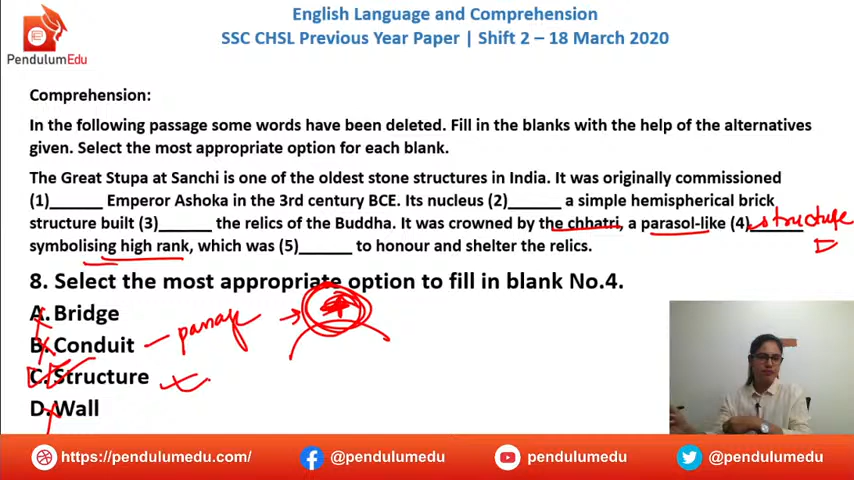 English Language and Comprehension
SSC CHSL Previous Year Paper | Shift 2 – 18 March 2020
PendulumEdu
Comprehension:
In the following passage some words have been deleted. Fill in the blanks with the help of the alternatives
given. Select the most appropriate option for each blank.
The Great Stupa at Sanchi is one of the oldest stone structures in India. It was originally commissioned
(1)______ Emperor Ashoka in the 3rd century BCE. Its nucleus (2)______ a simple hemispherical brick
structure built (3)______ the relics of the Buddha. It was crowned by the chhatri, a parasol-like (4)______ structure
symbolising high rank, which was (5)______ to honour and shelter the relics.
8. Select the most appropriate option to fill in blank No.4.
A. Bridge
B. Conduit – passage
C. Structure
D. Wall
https://pendulumedu.com/ @pendulumedu pendulumedu @pendulumedu